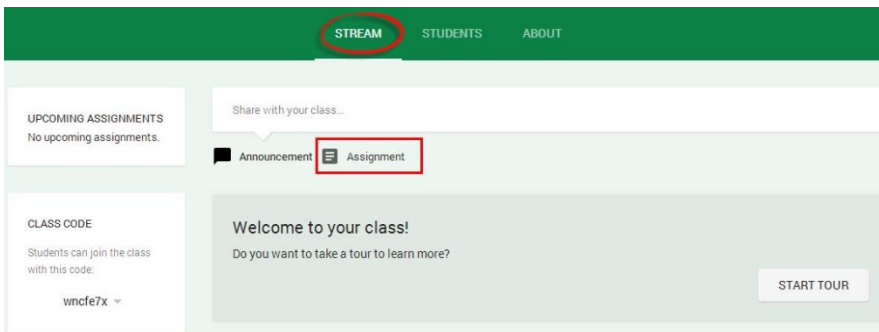 STREAM STUDENTS ABOUT
UPCOMING ASSIGNMENTS
No upcoming assignments.
Share with your class...
Announcement Assignment
CLASS CODE
Students can join the class
with this code:
wncfe7x
Welcome to your class!
Do you want to take a tour to learn more?
START TOUR